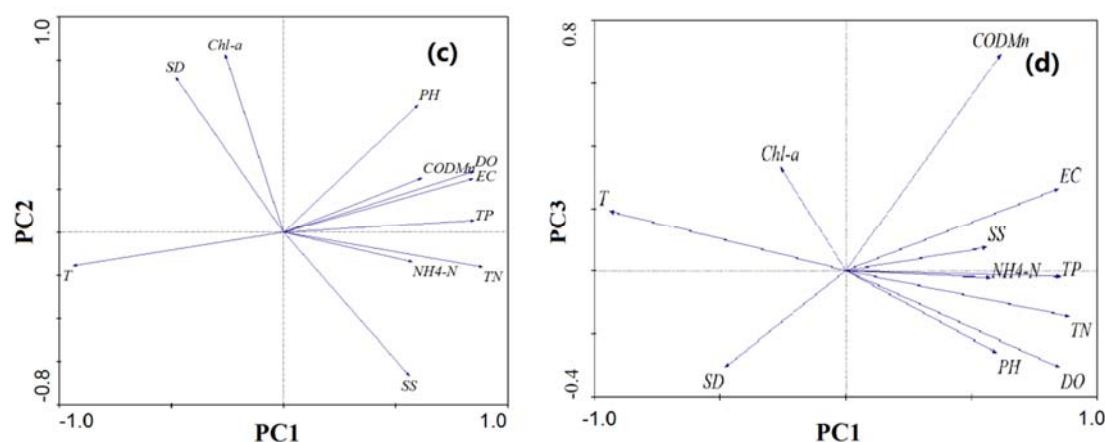 1.0
(c)
Chl-a
SD
PH
DO
CODMn
EC
TP
T
NH4-N
TN
SS
PC2
-0.8
-1.0
PC1
1.0
0.8
(d)
CODMn
Chl-a
EC
T
SS
NH4-N
TP
TN
PH
SD
DO
PC3
-0.4
-1.0
PC1
1.0